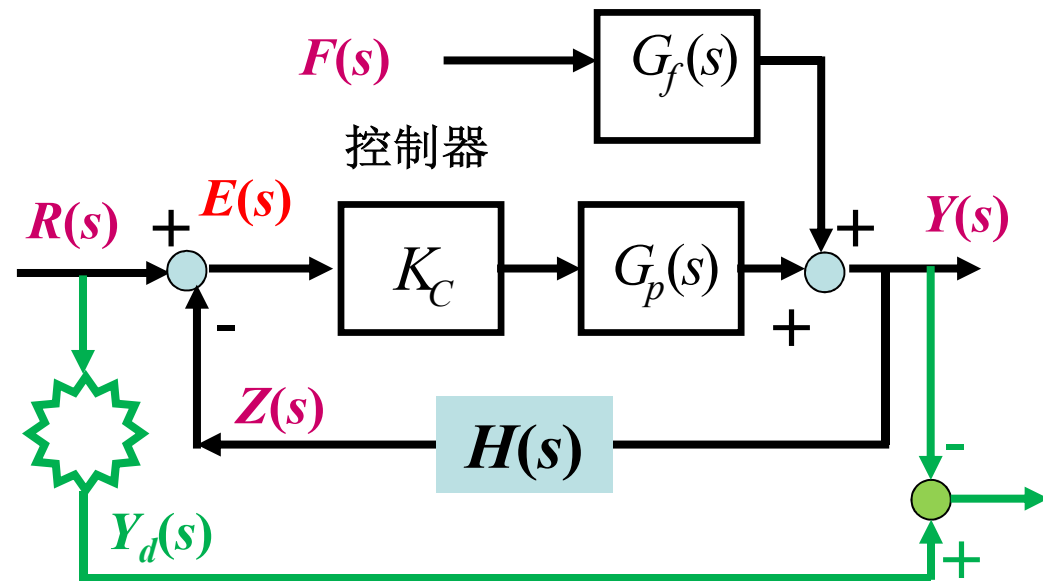 F(s)
G_f(s)
控制器
R(s)
+
E(s)
K_C
G_p(s)
+
Y(s)
-
+
Z(s)
H(s)
-
Y_d(s)
+